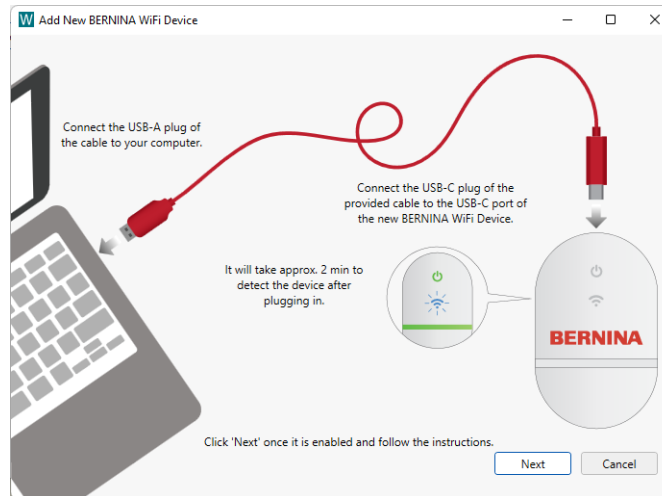 Add New BERNINA WiFi Device
Connect the USB-A plug of
the cable to your computer.
Connect the USB-C plug of the
provided cable to the USB-C port of
the new BERNINA WiFi Device.
It will take approx. 2 min to
detect the device after
plugging in.
BERNINA
Click 'Next' once it is enabled and follow the instructions.
Next
Cancel